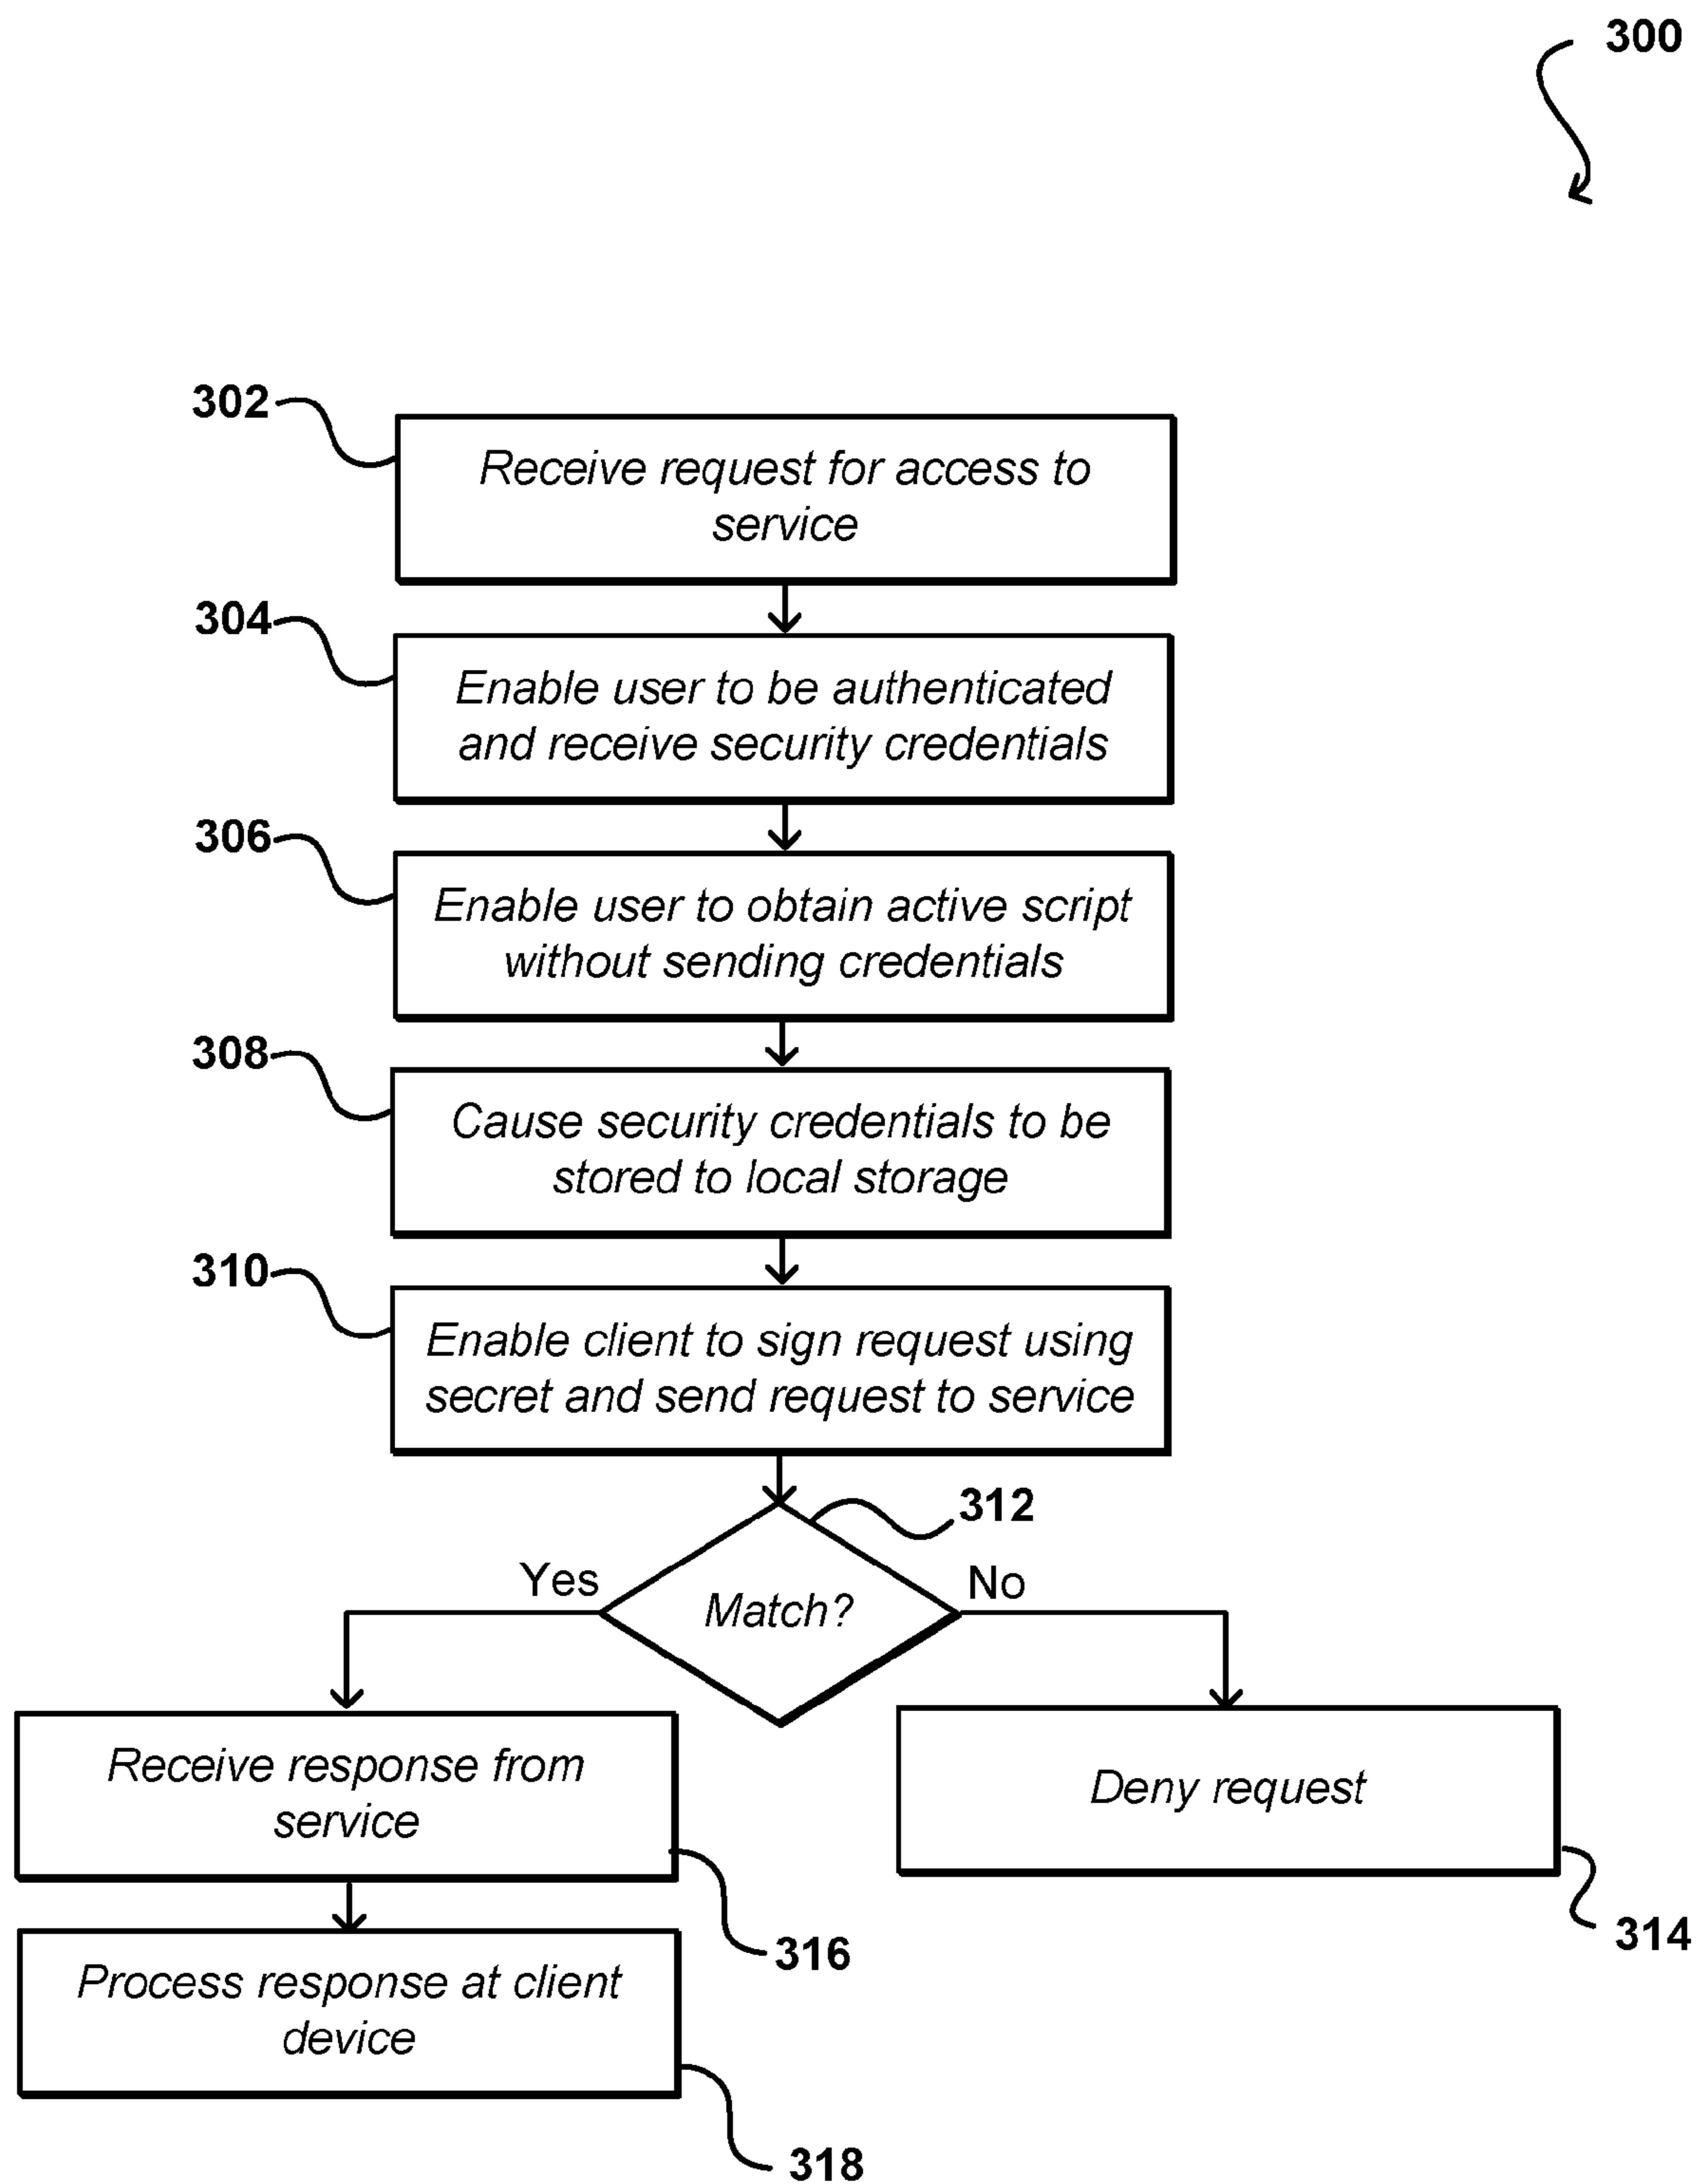 300
302
Receive request for access to
service
304
Enable user to be authenticated
and receive security credentials
306
Enable user to obtain active script
without sending credentials
308
Cause security credentials to be
stored to local storage
310
Enable client to sign request using
secret and send request to service
312
Yes
Match?
No
Receive response from
service
316
Deny request
314
Process response at client
device
318